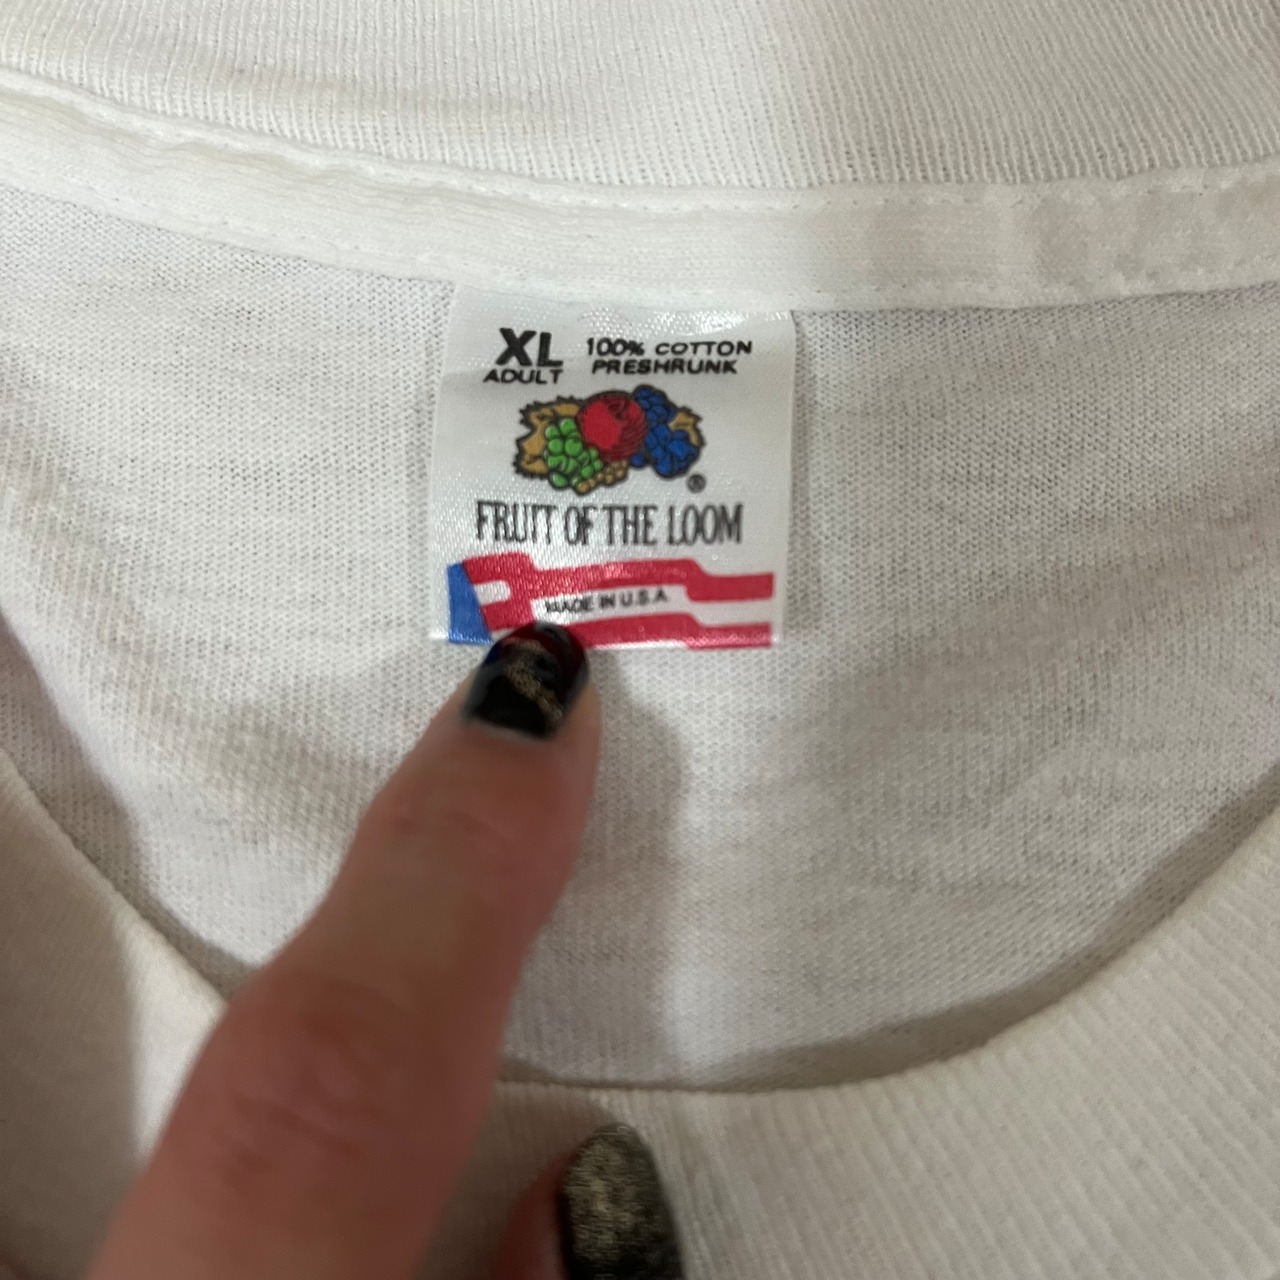 XL 100% COTTON
ADULT PRESHRUNK
®
FRUIT OF THE LOOM
MADE IN U.S.A